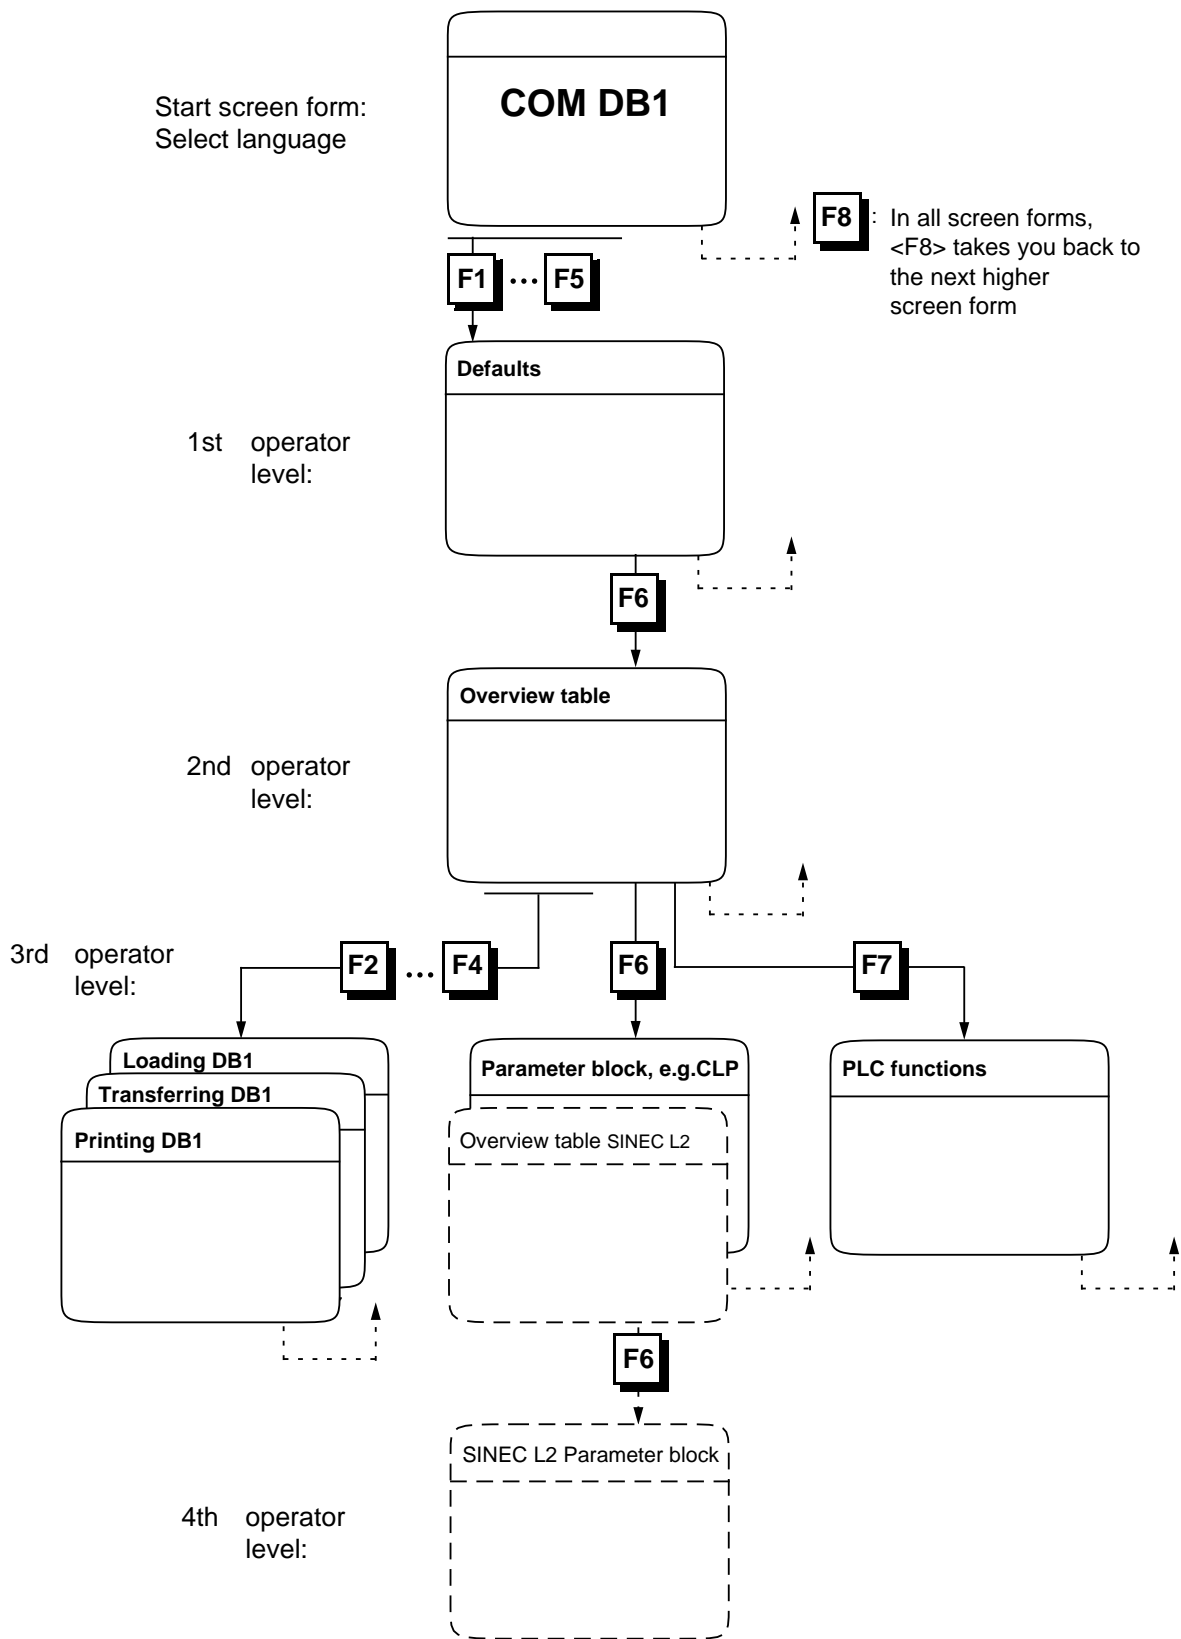 COM DB1
Start screen form:
Select language
F8 : In all screen forms,
<F8> takes you back to
the next higher
screen form
F1 ... F5
Defaults
1st operator
level:
F6
Overview table
2nd operator
level:
3rd operator
level:
F2 ... F4
F6
F7
Loading DB1
Transferring DB1
Printing DB1
Parameter block, e.g.CLP
Overview table SINEC L2
PLC functions
F6
SINEC L2 Parameter block
4th operator
level: